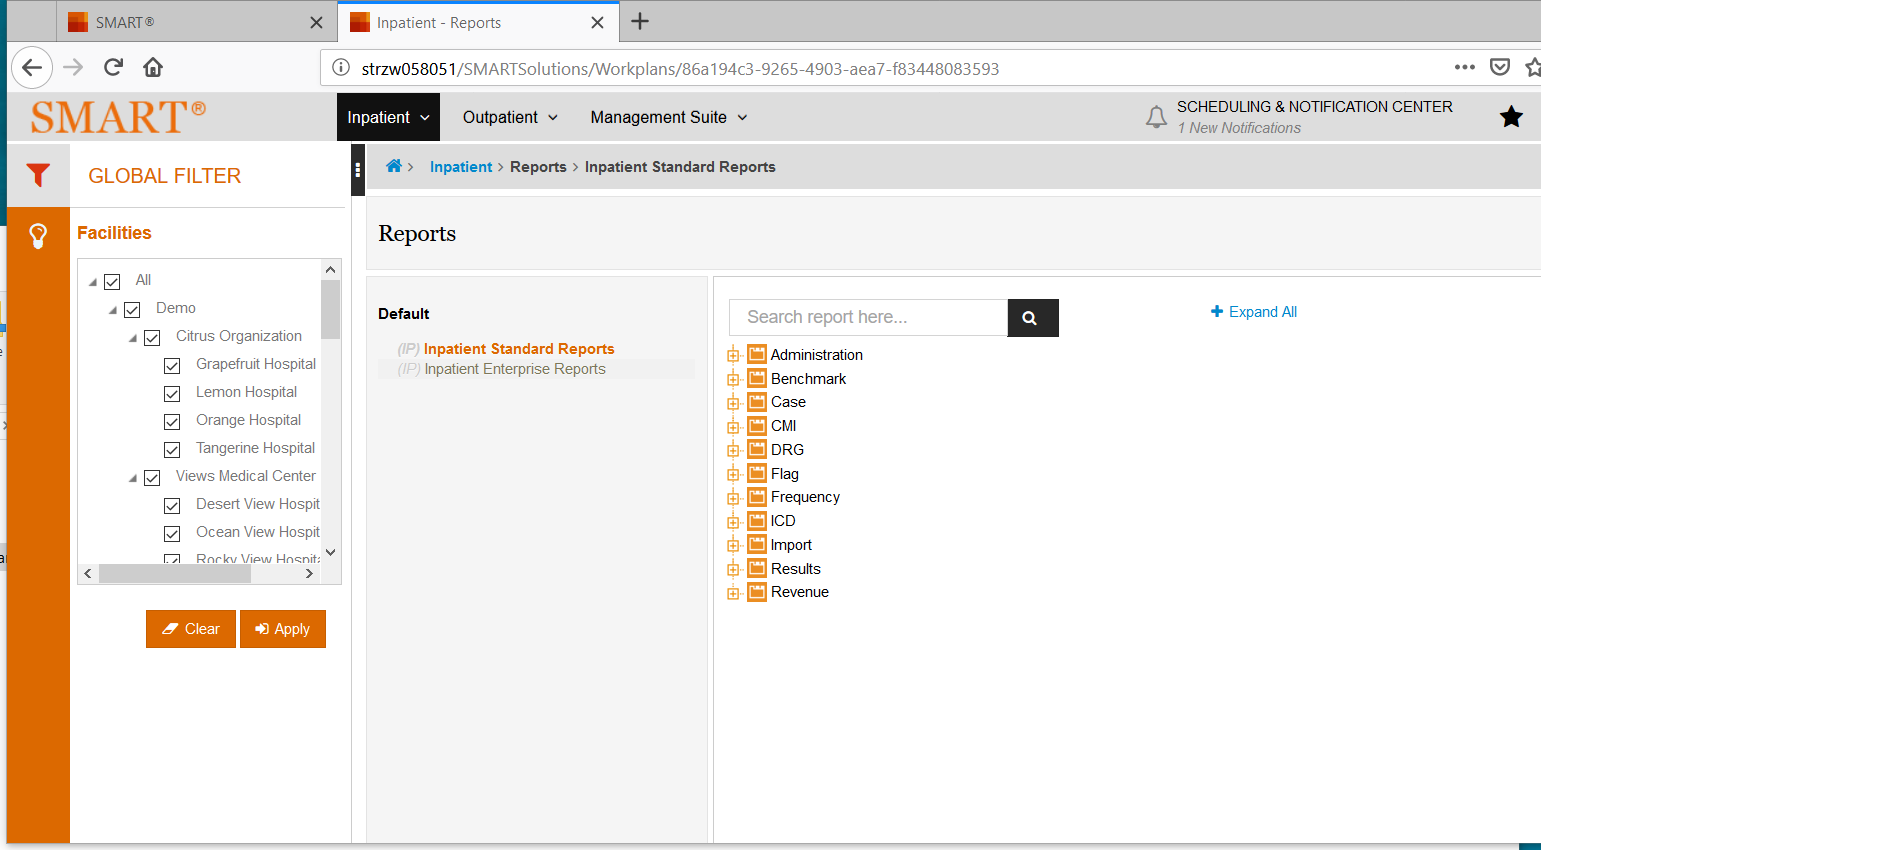 SMART®
Inpatient - Reports
strzw058051/SMARTSolutions/Workplans/86a194c3-9265-4903-aea7-f83448083593
SMART®
Inpatient
Outpatient
Management Suite
SCHEDULING & NOTIFICATION CENTER
1 New Notifications
GLOBAL FILTER
Inpatient > Reports > Inpatient Standard Reports
Facilities
All
Demo
Citrus Organization
Grapefruit Hospital
Lemon Hospital
Orange Hospital
Tangerine Hospital
Views Medical Center
Desert View Hospit
Ocean View Hospit
Rocky View Hospita
Clear
Apply
Reports
Default
(IP) Inpatient Standard Reports
(IP) Inpatient Enterprise Reports
Search report here...
Expand All
Administration
Benchmark
Case
CMI
DRG
Flag
Frequency
ICD
Import
Results
Revenue